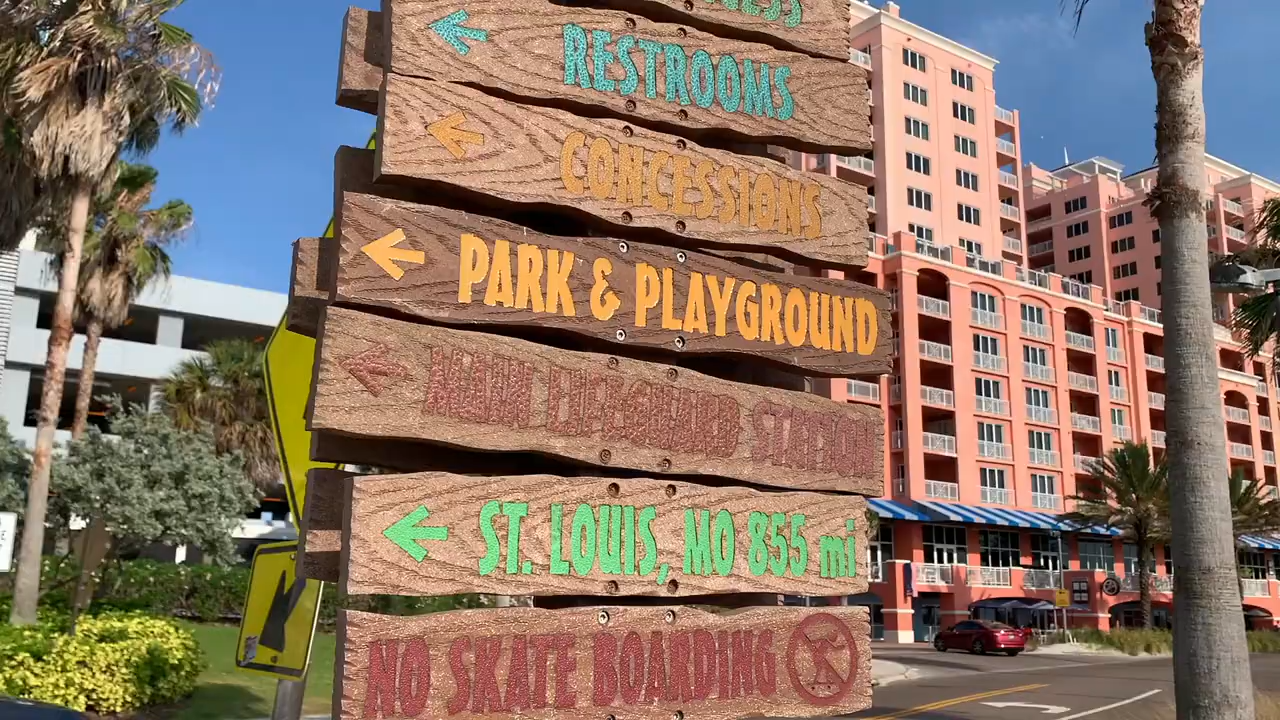 RESTROOMS
CONCESSIONS
PARK & PLAYGROUND
MAIN LIFEGUARD STATION
ST. LOUIS, MO 855 mi
NO SKATE BOARDING